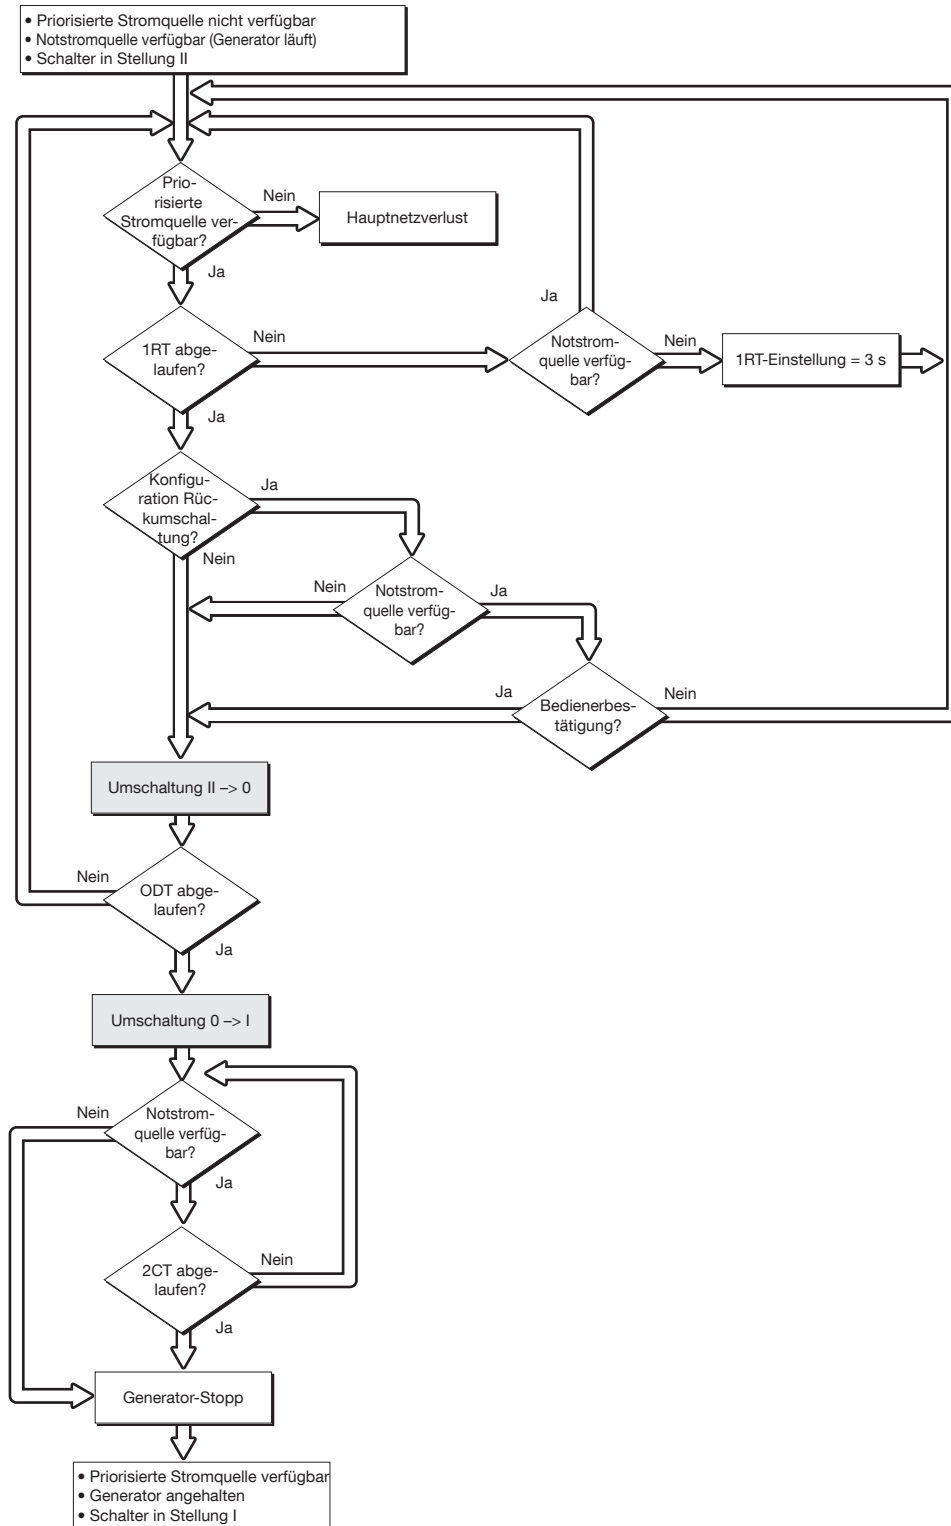 • Priorisierte Stromquelle nicht verfügbar
• Notstromquelle verfügbar (Generator läuft)
• Schalter in Stellung II
Prio-
risierte
Stromquelle ver-
fügbar?
Nein
Hauptnetzverlust
Ja
1RT abge-
laufen?
Nein
Ja
Notstrom-
quelle verfüg-
bar?
Nein
1RT-Einstellung = 3 s
Ja
Konfigu-
ration Rüc-
kumschal-
tung?
Ja
Nein
Nein
Notstrom-
quelle verfüg-
bar?
Ja
Ja
Bedienerbes-
tätigung?
Nein
Umschaltung II –> 0
Nein
ODT abge-
laufen?
Ja
Umschaltung 0 –> I
Nein
Notstrom-
quelle verfüg-
bar?
Ja
2CT abge-
laufen?
Nein
Ja
Generator-Stopp
• Priorisierte Stromquelle verfügbar
• Generator angehalten
• Schalter in Stellung I